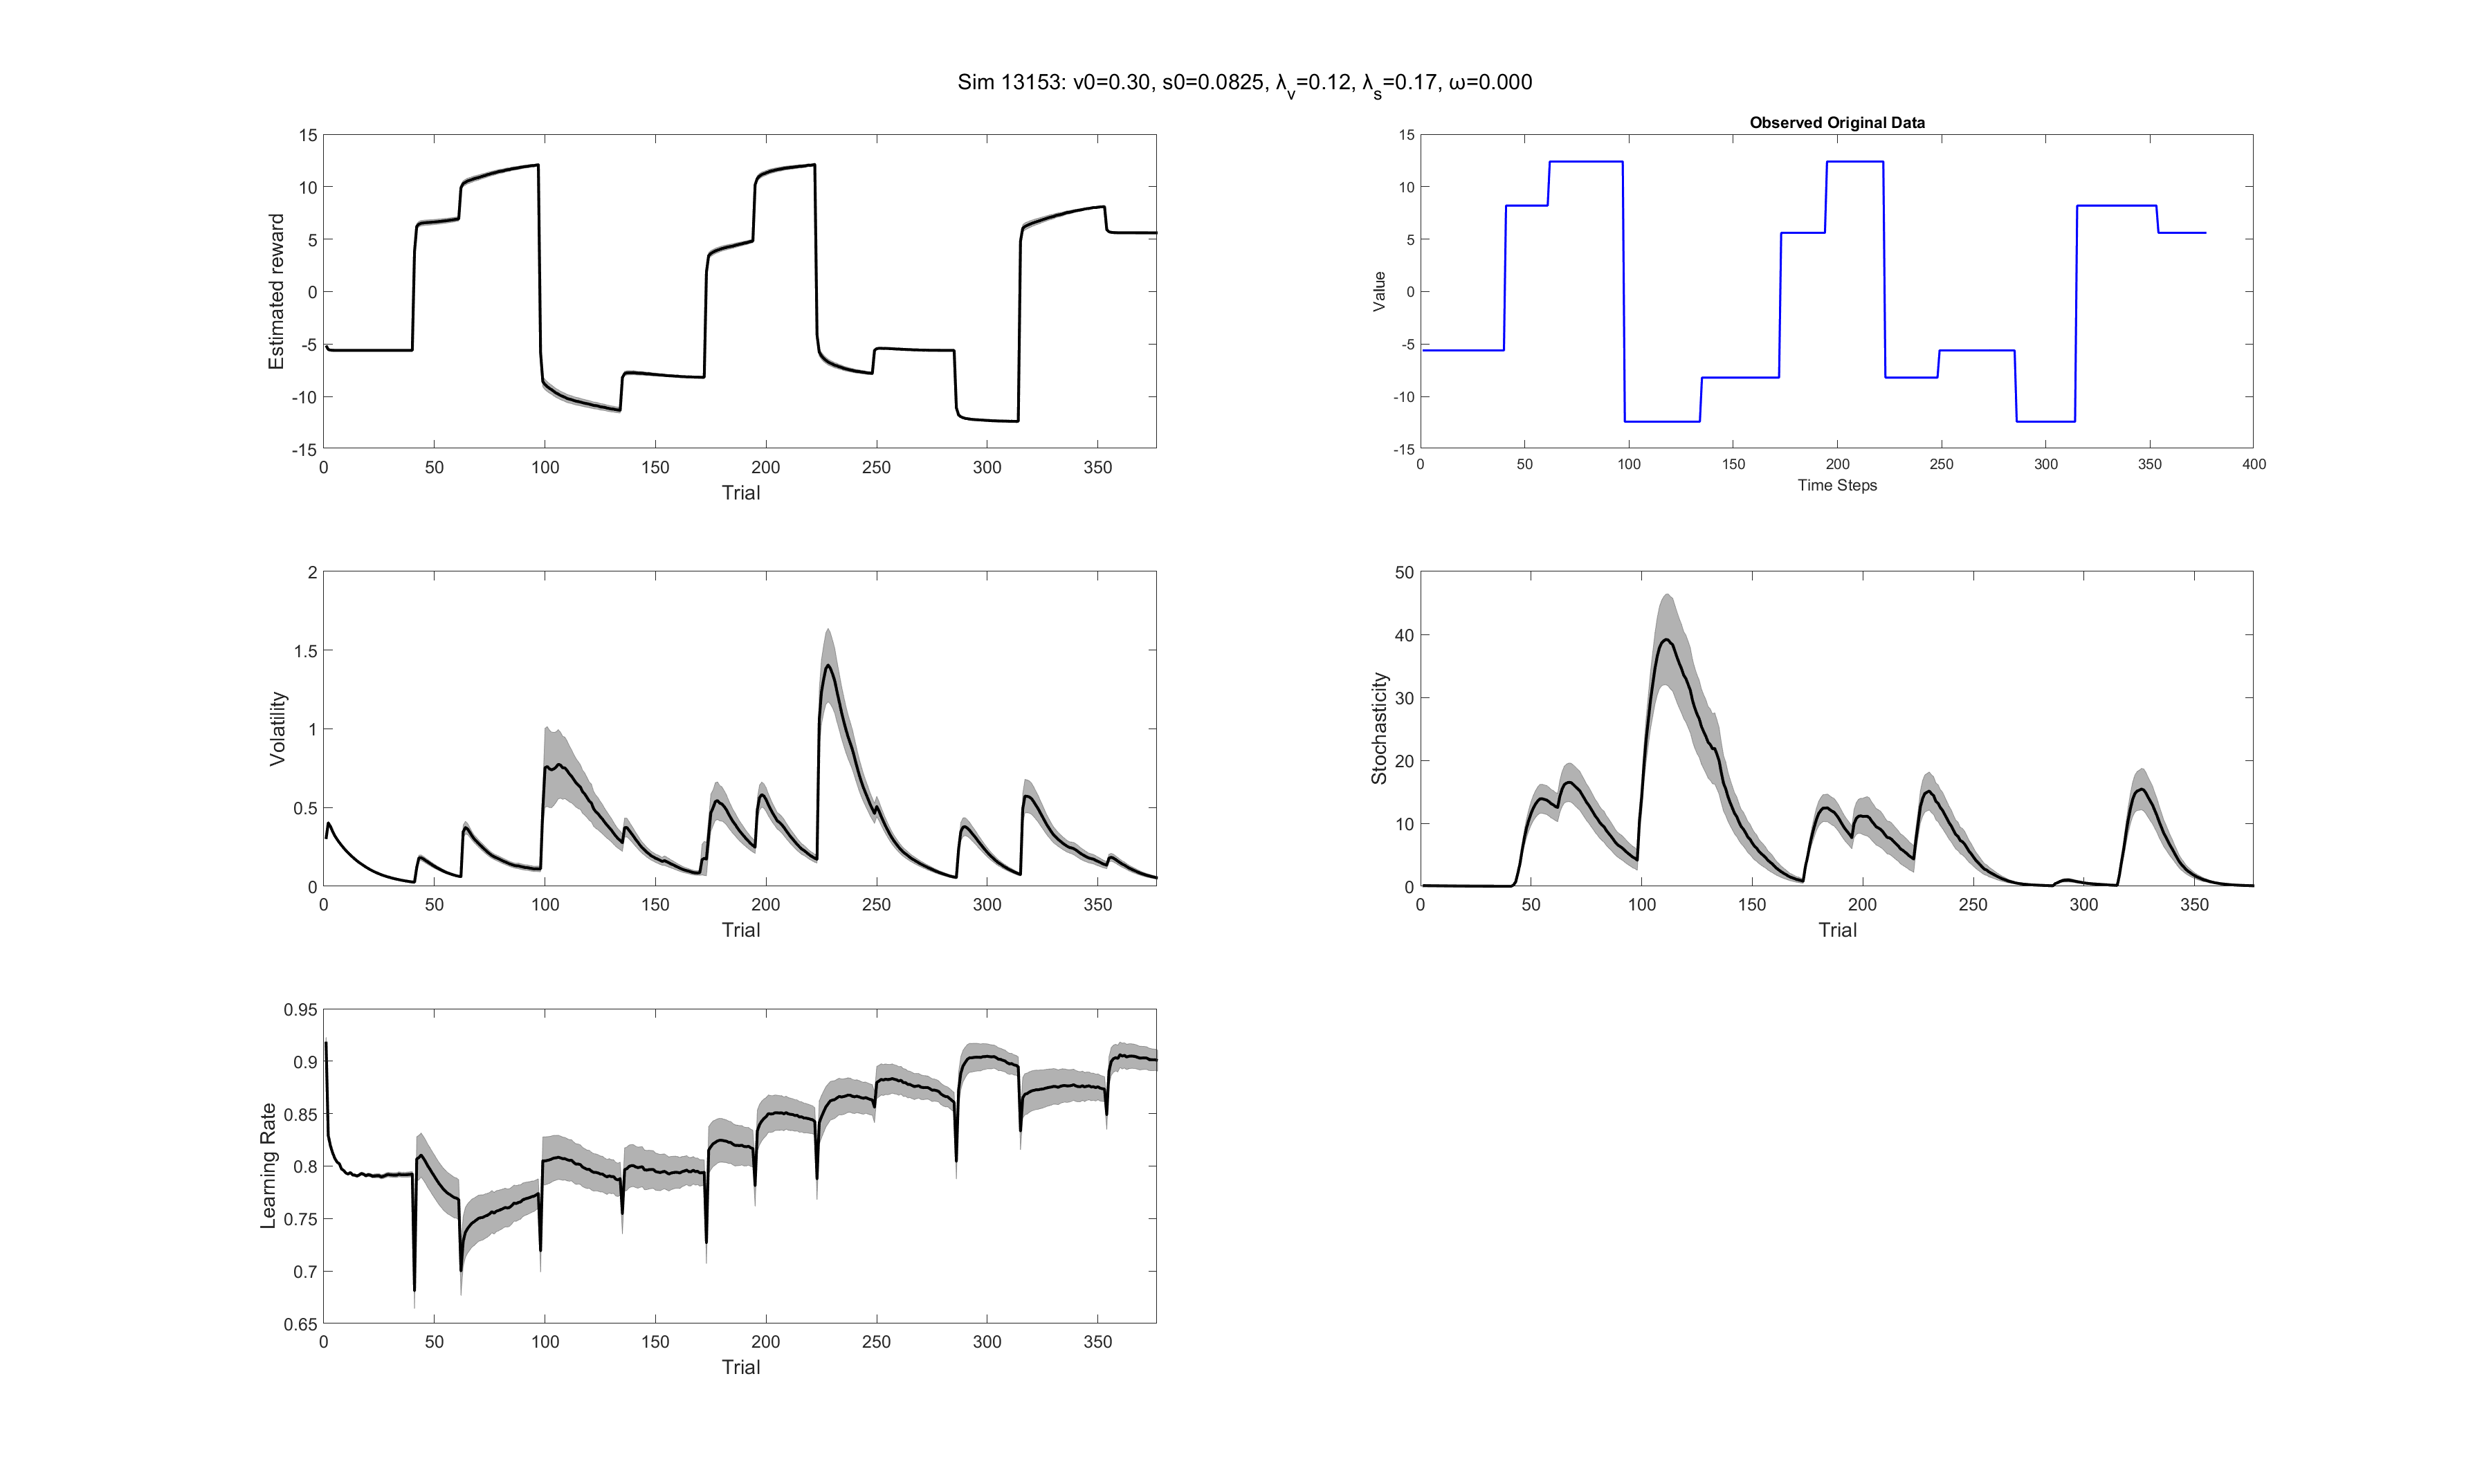 Sim 13153: v0=0.30, s0=0.0825, λv=0.12, λs=0.17, ω=0.000
15
10
5
0
-5
-10
-15
0 50 100 150 200 250 300 350
Estimated reward
Trial
Observed Original Data
15
10
5
0
-5
-10
-15
0 50 100 150 200 250 300 350 400
Value
Time Steps
2
1.5
1
0.5
0
0 50 100 150 200 250 300 350
Volatility
Trial
50
40
30
20
10
0
0 50 100 150 200 250 300 350
Stochasticity
Trial
0.95
0.9
0.85
0.8
0.75
0.7
0.65
0 50 100 150 200 250 300 350
Learning Rate
Trial